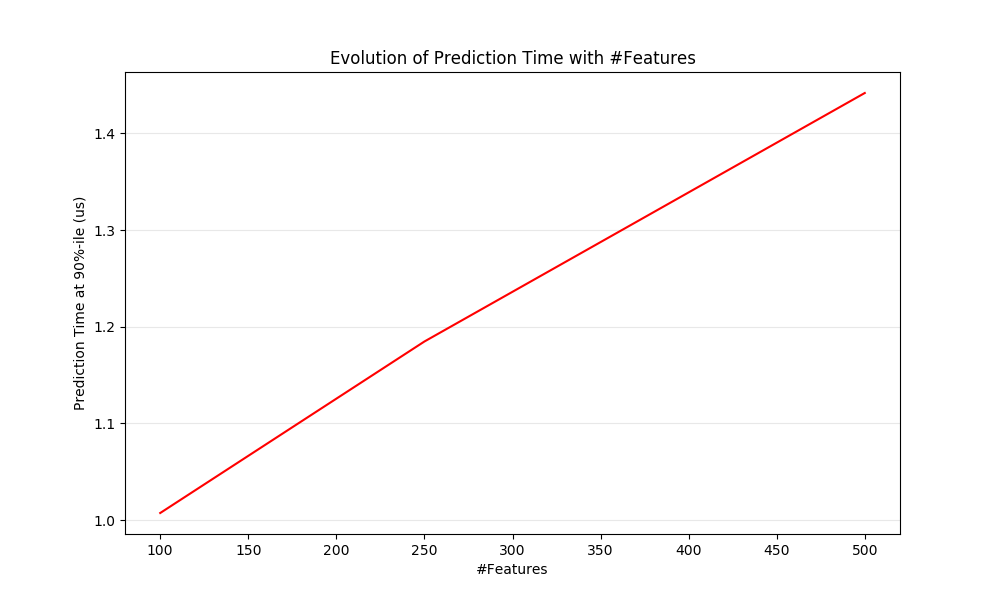 Evolution of Prediction Time with #Features
Prediction Time at 90%-ile (us)
1.4
1.3
1.2
1.1
1.0
100 150 200 250 300 350 400 450 500
#Features